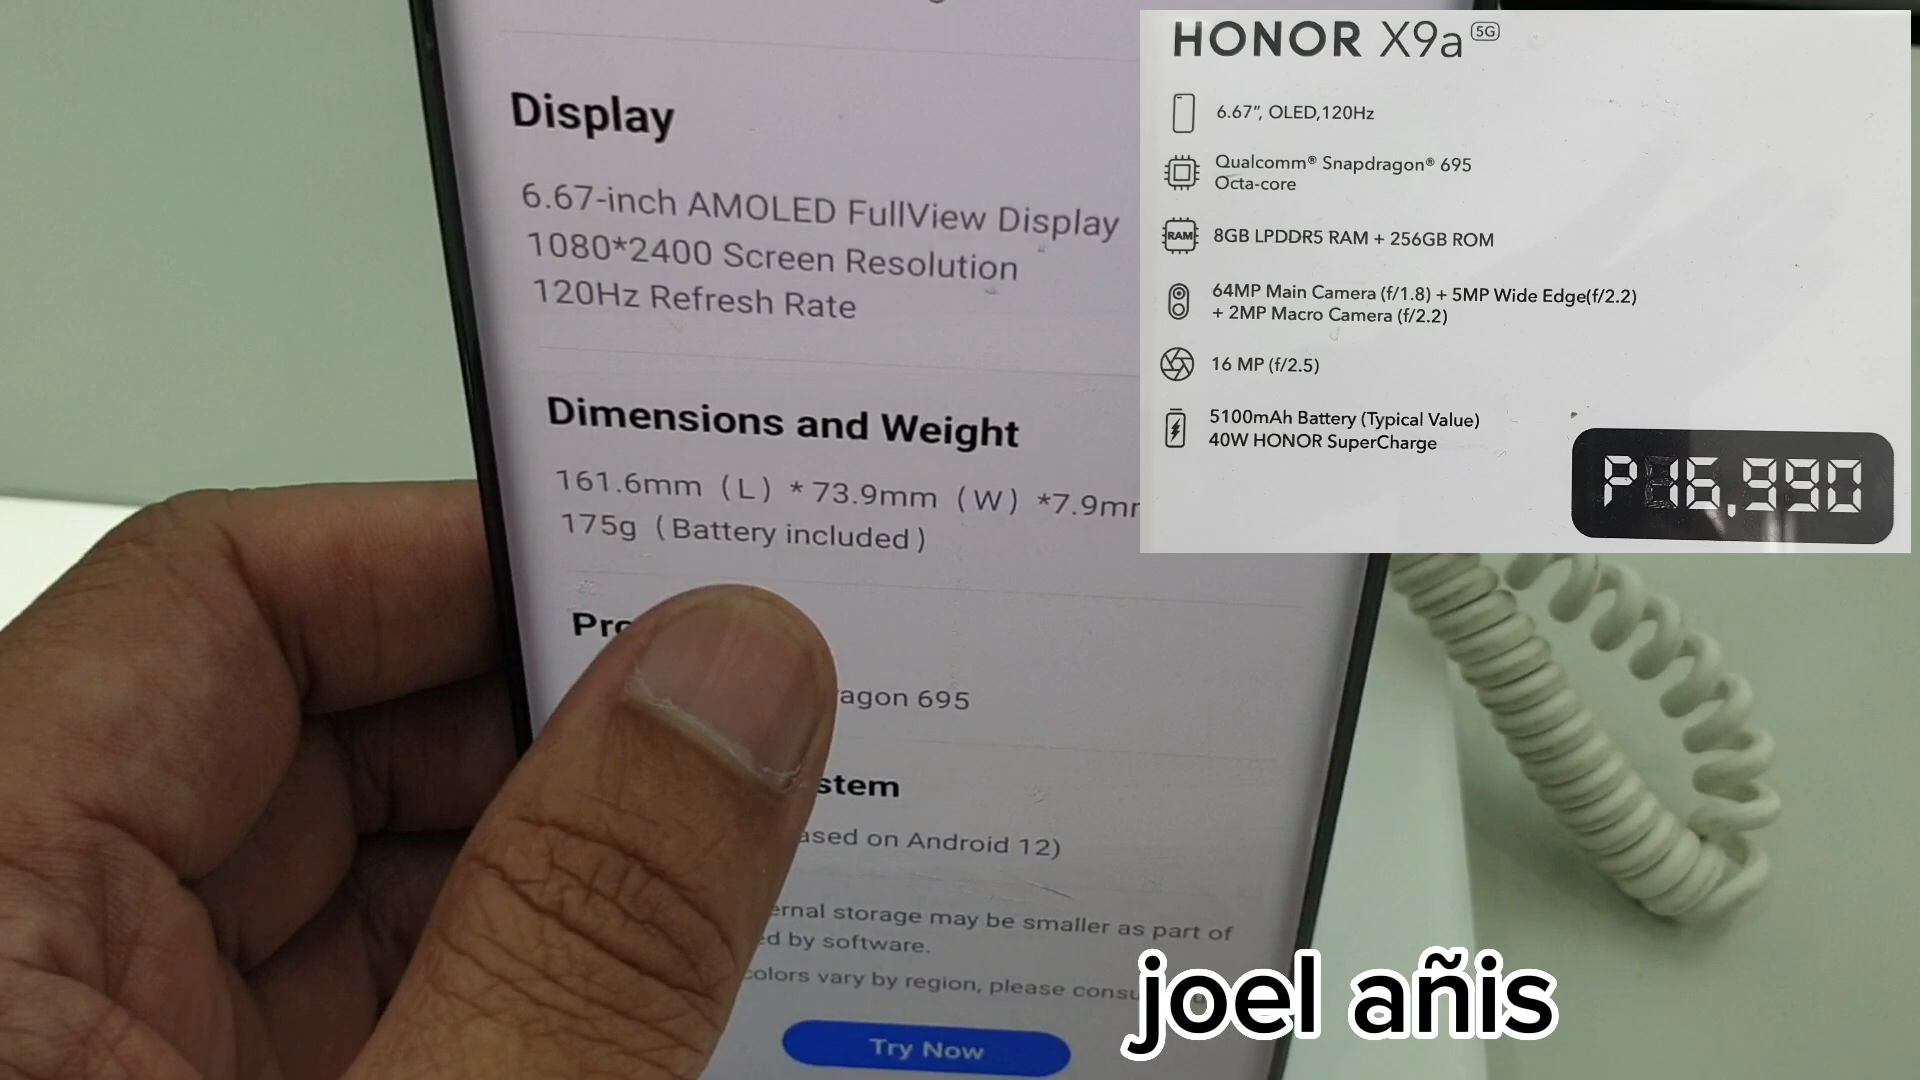 Display
6.67-inch AMOLED FullView Display
1080*2400 Screen Resolution
120Hz Refresh Rate
Dimensions and Weight
161.6mm (L) * 73.9mm (W) *7.9m
175g (Battery included)
Pr
agon 695
stem
ased on Android 12)
ernal storage may be smaller as part of
ed by software.
colors vary by region, please cons
Try Now
HONOR X9a 5G
6.67", OLED,120Hz
Qualcomm® Snapdragon® 695
Octa-core
RAM
8GB LPDDR5 RAM + 256GB ROM
64MP Main Camera (f/1.8) + 5MP Wide Edge(f/2.2)
+ 2MP Macro Camera (f/2.2)
16 MP (f/2.5)
5100mAh Battery (Typical Value)
40W HONOR SuperCharge
P16,990
joel añis